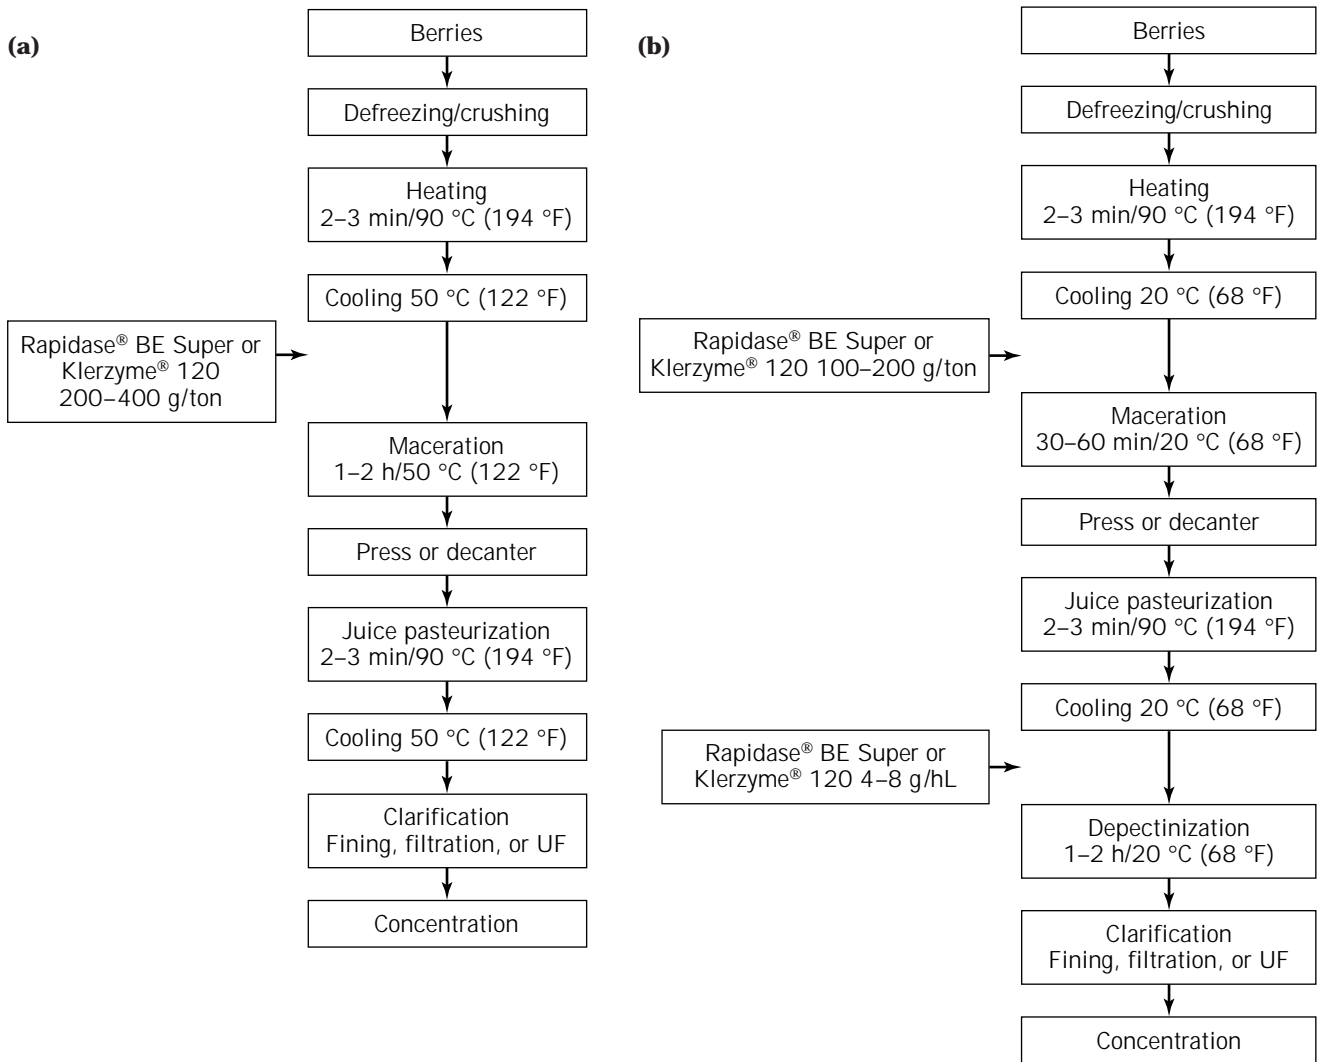 (a)
Berries
Defreezing/crushing
Heating
2–3 min/90 °C (194 °F)
Cooling 50 °C (122 °F)
Rapidase® BE Super or
Klerzyme® 120
200–400 g/ton
Maceration
1–2 h/50 °C (122 °F)
Press or decanter
Juice pasteurization
2–3 min/90 °C (194 °F)
Cooling 50 °C (122 °F)
Clarification
Fining, filtration, or UF
Concentration
(b)
Berries
Defreezing/crushing
Heating
2–3 min/90 °C (194 °F)
Cooling 20 °C (68 °F)
Rapidase® BE Super or
Klerzyme® 120 100–200 g/ton
Maceration
30–60 min/20 °C (68 °F)
Press or decanter
Juice pasteurization
2–3 min/90 °C (194 °F)
Cooling 20 °C (68 °F)
Rapidase® BE Super or
Klerzyme® 120 4–8 g/hL
Depectinization
1–2 h/20 °C (68 °F)
Clarification
Fining, filtration, or UF
Concentration